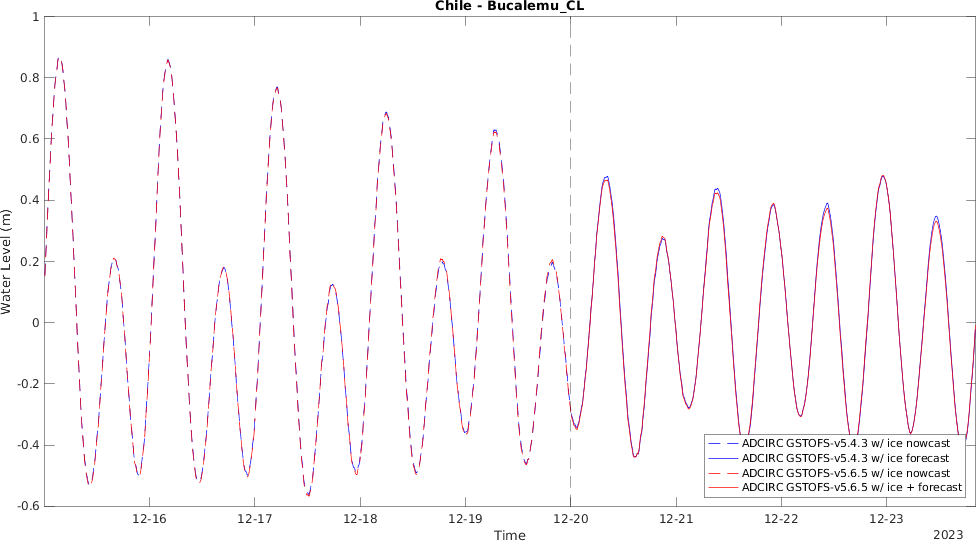 Chile - Bucalemu_CL
1
0.8
0.6
0.4
0.2
0
-0.2
-0.4
-0.6
Water Level (m)
12-16
12-17
12-18
12-19
12-20
12-21
12-22
12-23
Time
2023
ADCIRC GSTOFS-v5.4.3 w/ ice nowcast
ADCIRC GSTOFS-v5.4.3 w/ ice forecast
ADCIRC GSTOFS-v5.6.5 w/ ice nowcast
ADCIRC GSTOFS-v5.6.5 w/ ice + forecast